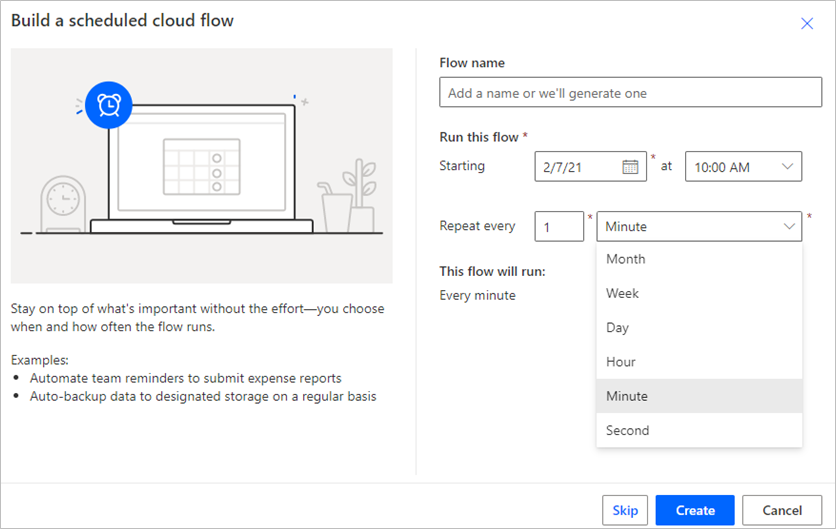 Build a scheduled cloud flow
Flow name
Add a name or we'll generate one
Run this flow *
Starting 2/7/21 * at 10:00 AM
Repeat every 1 * Minute *
Month
Week
Day
Hour
Minute
Second
This flow will run:
Every minute
Stay on top of what's important without the effort—you choose
when and how often the flow runs.
Examples:
• Automate team reminders to submit expense reports
• Auto-backup data to designated storage on a regular basis
Skip Create Cancel